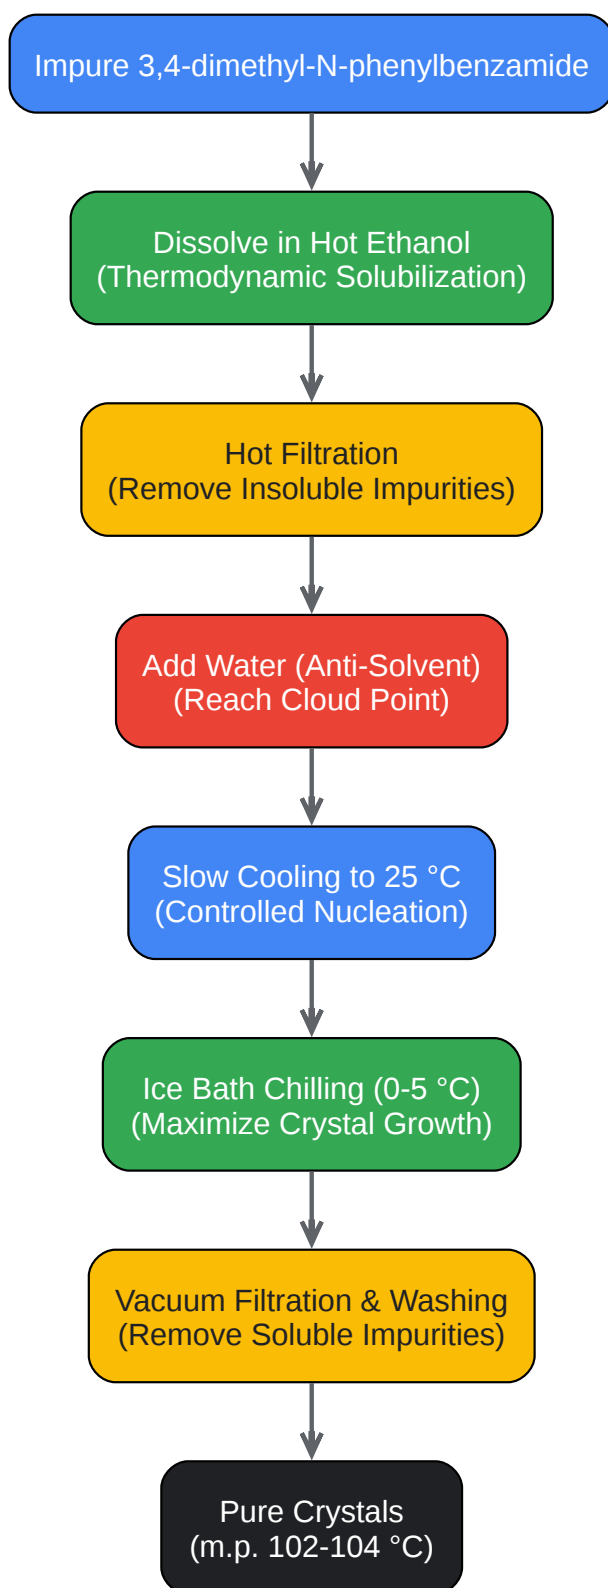 Impure 3,4-dimethyl-N-phenylbenzamide
Dissolve in Hot Ethanol
(Thermodynamic Solubilization)
Hot Filtration
(Remove Insoluble Impurities)
Add Water (Anti-Solvent)
(Reach Cloud Point)
Slow Cooling to 25 °C
(Controlled Nucleation)
Ice Bath Chilling (0-5 °C)
(Maximize Crystal Growth)
Vacuum Filtration & Washing
(Remove Soluble Impurities)
Pure Crystals
(m.p. 102-104 °C)